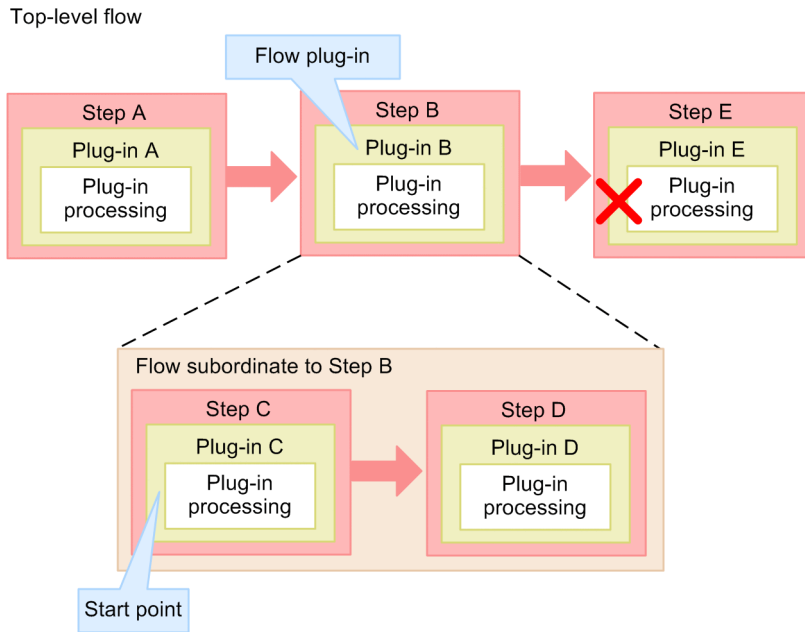 Top-level flow
Flow plug-in
Step A
Plug-in A
Plug-in
processing
Step B
Plug-in B
Plug-in
processing
Step E
Plug-in E
Plug-in
processing
Flow subordinate to Step B
Step C
Plug-in C
Plug-in
processing
Step D
Plug-in D
Plug-in
processing
Start point